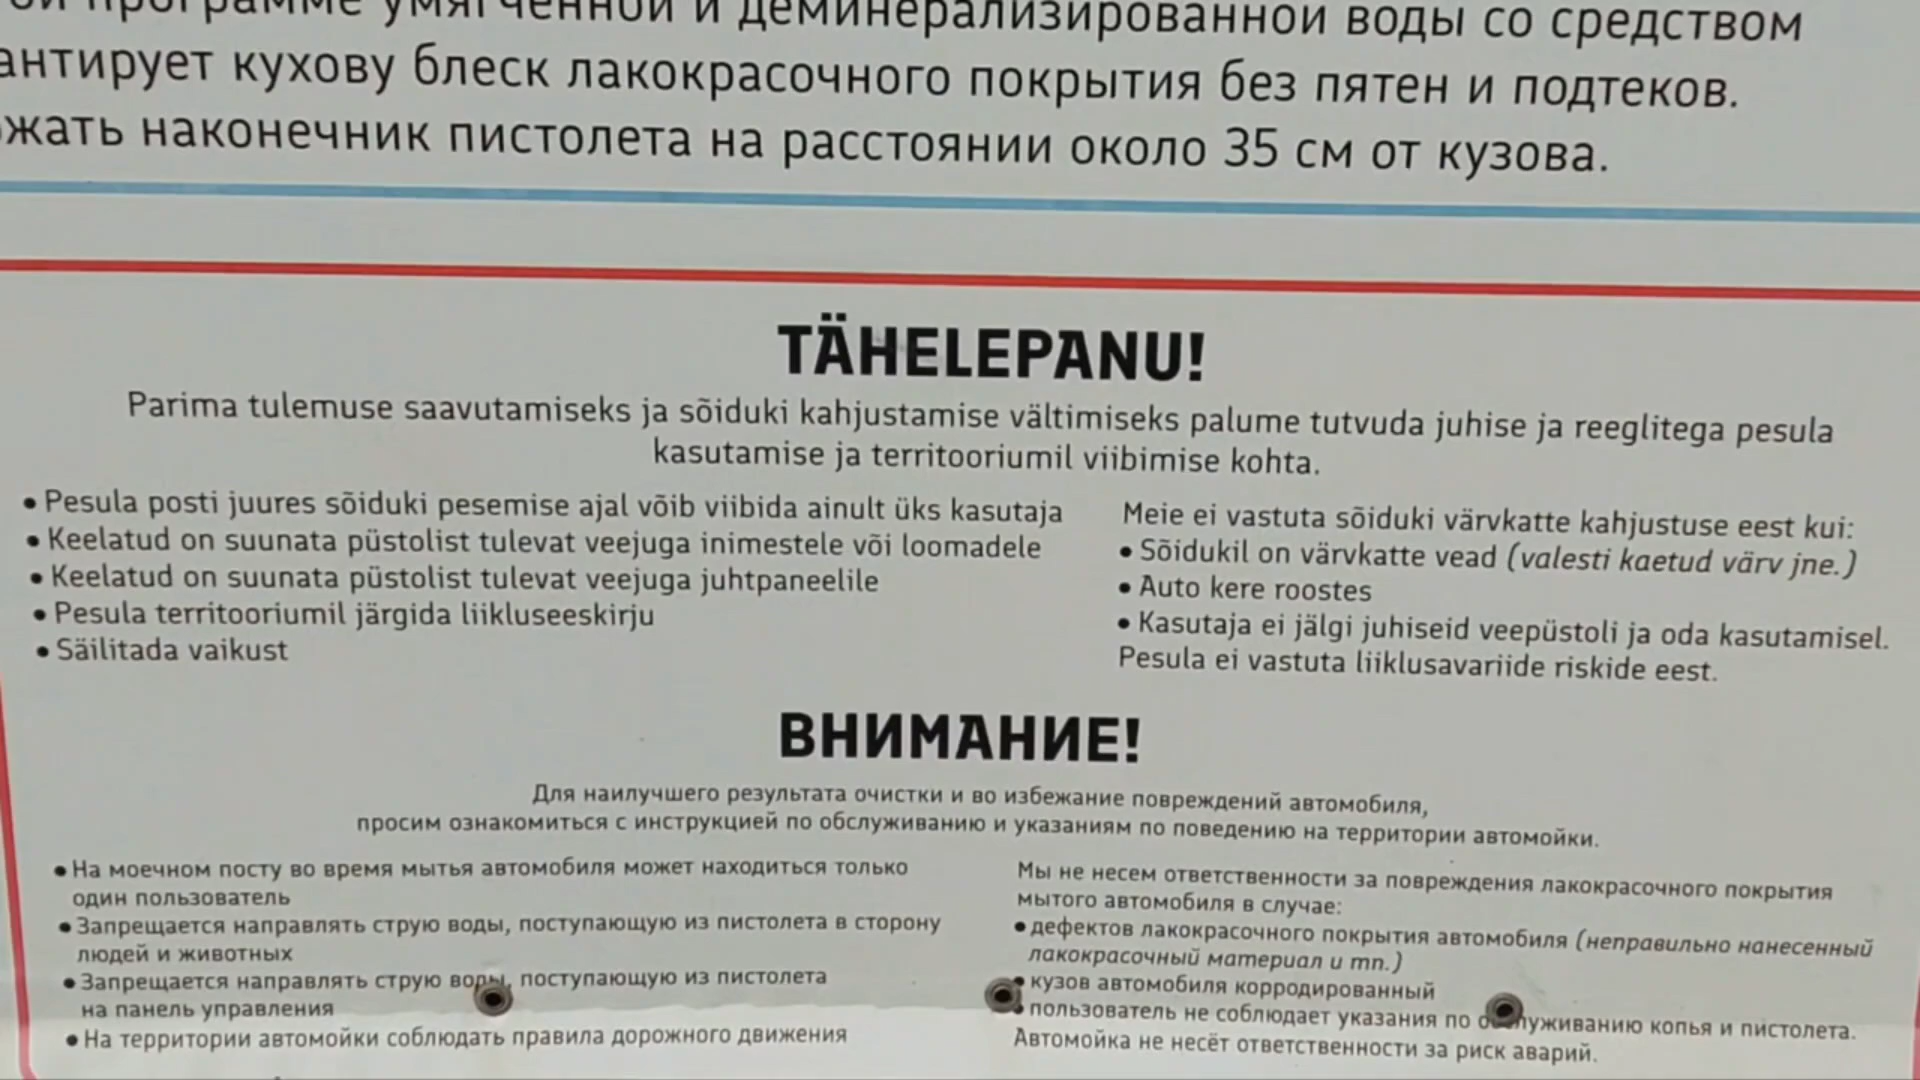 программе умягченной и деминерализированной воды со средством
кухову блеск лакокрасочного покрытия без пятен и подтеков.
наконечник пистолета на расстоянии около 35 см от кузова.
TÄHELEPANU!
Parima tulemuse saavutamiseks ja sõiduki kahjustamise vältimiseks palume tutvuda juhise ja reeglitega pesula
kasutamise ja territooriumil viibimise kohta.
• Pesula posti juures sõiduki pesemise ajal võib viibida ainult üks kasutaja
• Keelatud on suunata püstolist tulevat veejuga inimestele või loomadele
• Keelatud on suunata püstolist tulevat veejuga juhtpaneelile
• Pesula territooriumil järgida liikluseeskirju
• Säilitada vaikust
Meie ei vastuta sõiduki värvkatte kahjustuse eest kui:
• Sõidukil on värvkatte vead (valesti kaetud värv jne.)
• Auto kere roostes
• Kasutaja ei jälgi juhiseid veepüstoli ja oda kasutamisel.
Pesula ei vastuta liiklusavariide riskide eest.
ВНИМАНИЕ!
Для наилучшего результата очистки и во избежание повреждений автомобиля,
просим ознакомиться с инструкцией по обслуживанию и указаниям по поведению на территории автомойки.
• На моечном посту во время мытья автомобиля может находиться только
один пользователь
• Запрещается направлять струю воды, поступающую из пистолета в сторону
людей и животных
• Запрещается направлять струю воды, поступающую из пистолета
на панель управления
• На территории автомойки соблюдать правила дорожного движения
Мы не несем ответственности за повреждения лакокрасочного покрытия
мытого автомобиля в случае:
• дефектов лакокрасочного покрытия автомобиля (неправильно нанесенный
лакокрасочный материал и тп.)
• кузов автомобиля корродированный
• пользователь не соблюдает указания по обслуживанию копья и пистолета.
Автомойка не несёт ответственности за риск аварий.